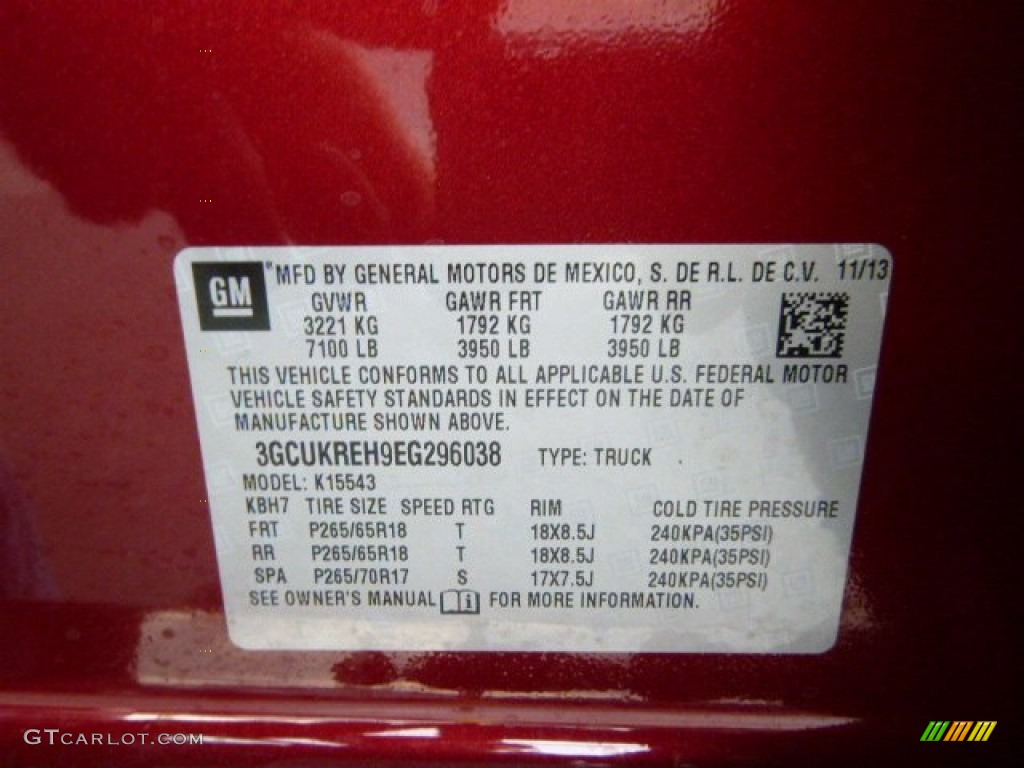 GM® MFD BY GENERAL MOTORS DE MEXICO, S. DE R.L. DE C.V. 11/13
GVWR GAWR FRT GAWR RR
3221 KG 1792 KG 1792 KG
7100 LB 3950 LB 3950 LB
THIS VEHICLE CONFORMS TO ALL APPLICABLE U.S. FEDERAL MOTOR
VEHICLE SAFETY STANDARDS IN EFFECT ON THE DATE OF
MANUFACTURE SHOWN ABOVE.
3GCUKREH9EG296038 TYPE: TRUCK .
MODEL: K15543
KBH7 TIRE SIZE SPEED RTG RIM COLD TIRE PRESSURE
FRT P265/65R18 T 18X8.5J 240KPA(35PSI)
RR P265/65R18 T 18X8.5J 240KPA(35PSI)
SPA P265/70R17 S 17X7.5J 240KPA(35PSI)
SEE OWNER'S MANUAL i FOR MORE INFORMATION.
GTCARLOT.COM